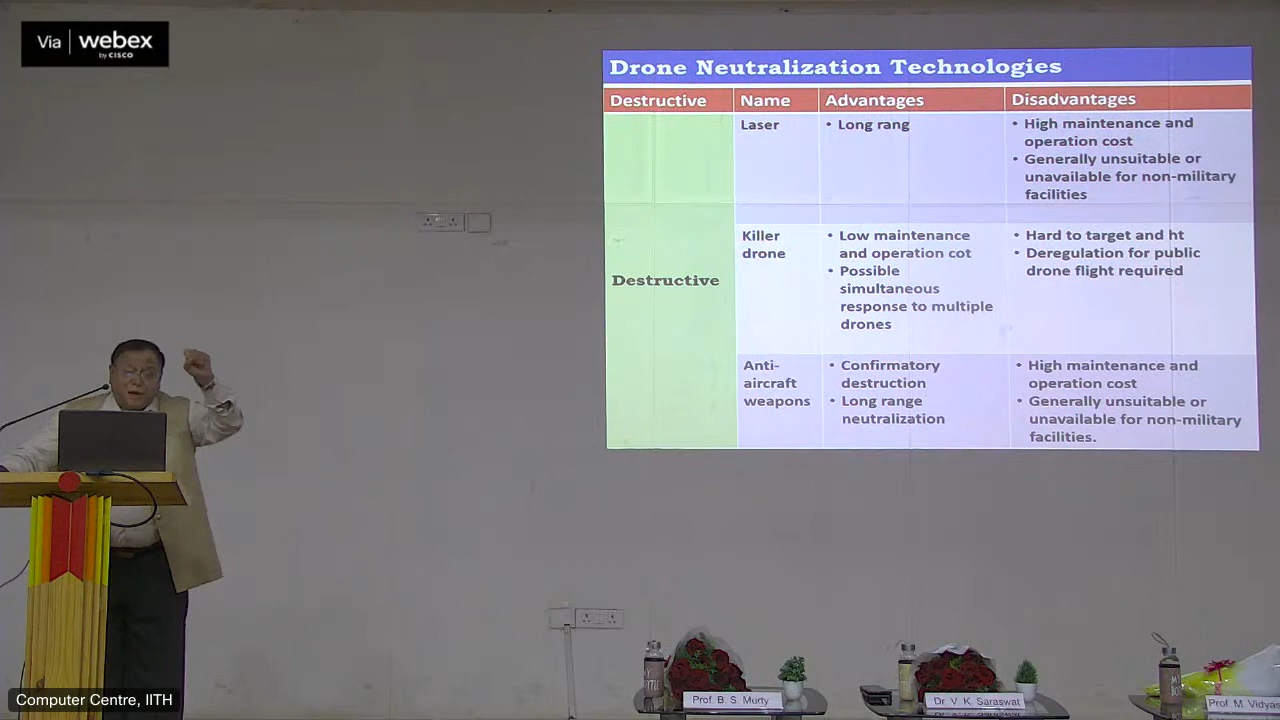 Via webex
by CISCO
Drone Neutralization Technologies
Destructive Name Advantages Disadvantages
Destructive
Laser
• Long rang
• High maintenance and
operation cost
• Generally unsuitable or
unavailable for non-military
facilities
Killer
drone
• Low maintenance
and operation cot
• Possible
simultaneous
response to multiple
drones
• Hard to target and ht
• Deregulation for public
drone flight required
Anti-
aircraft
weapons
• Confirmatory
destruction
• Long range
neutralization
• High maintenance and
operation cost
• Generally unsuitable or
unavailable for non-military
facilities.
Prof. B. S. Murty
Dr. V. K. Saraswat
Prof. M. Vidyas
Computer Centre, IITH